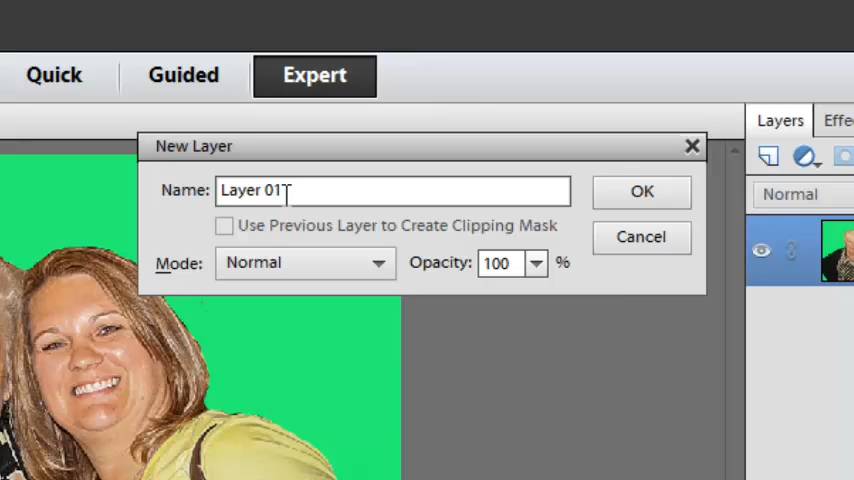 Quick Guided Expert
Layers
New Layer
Name: Layer 01
OK
Normal
Use Previous Layer to Create Clipping Mask
Cancel
Mode: Normal Opacity: 100 %